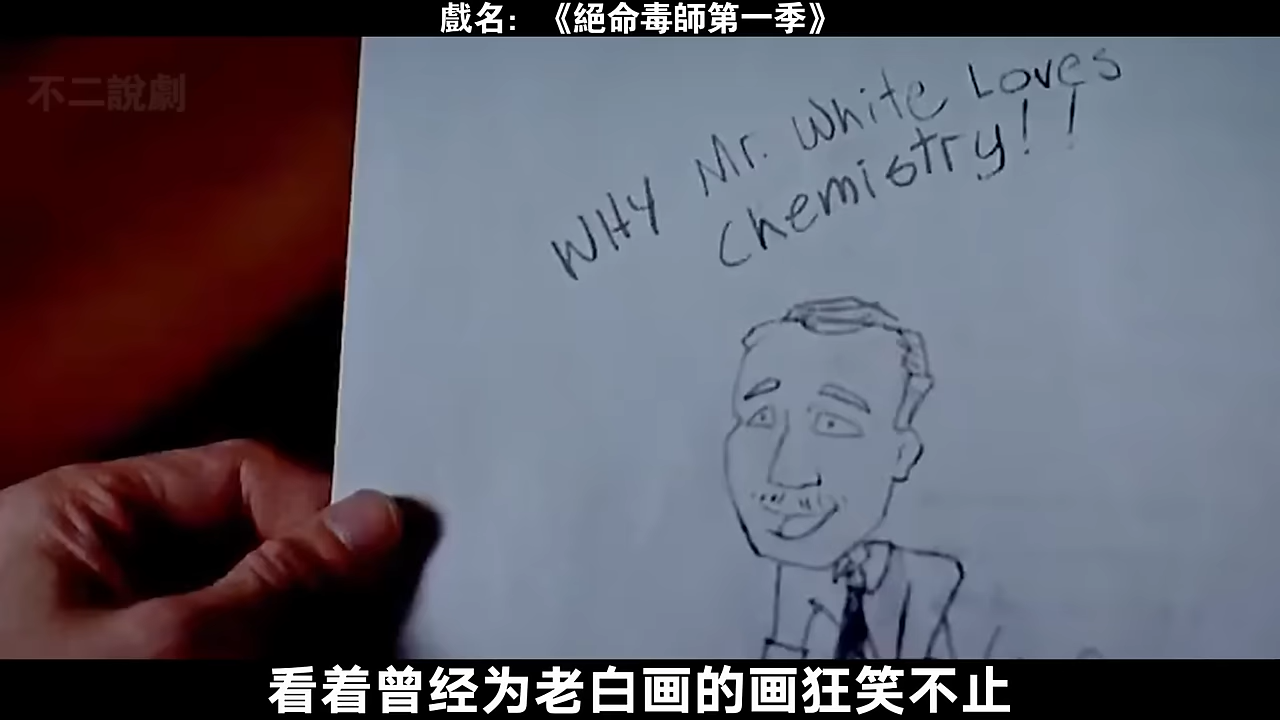 戲名：《絕命毒師第一季》
不二說劇
WHY Mr. White Loves
Chemistry!!
看着曾经为老白画的画狂笑不止